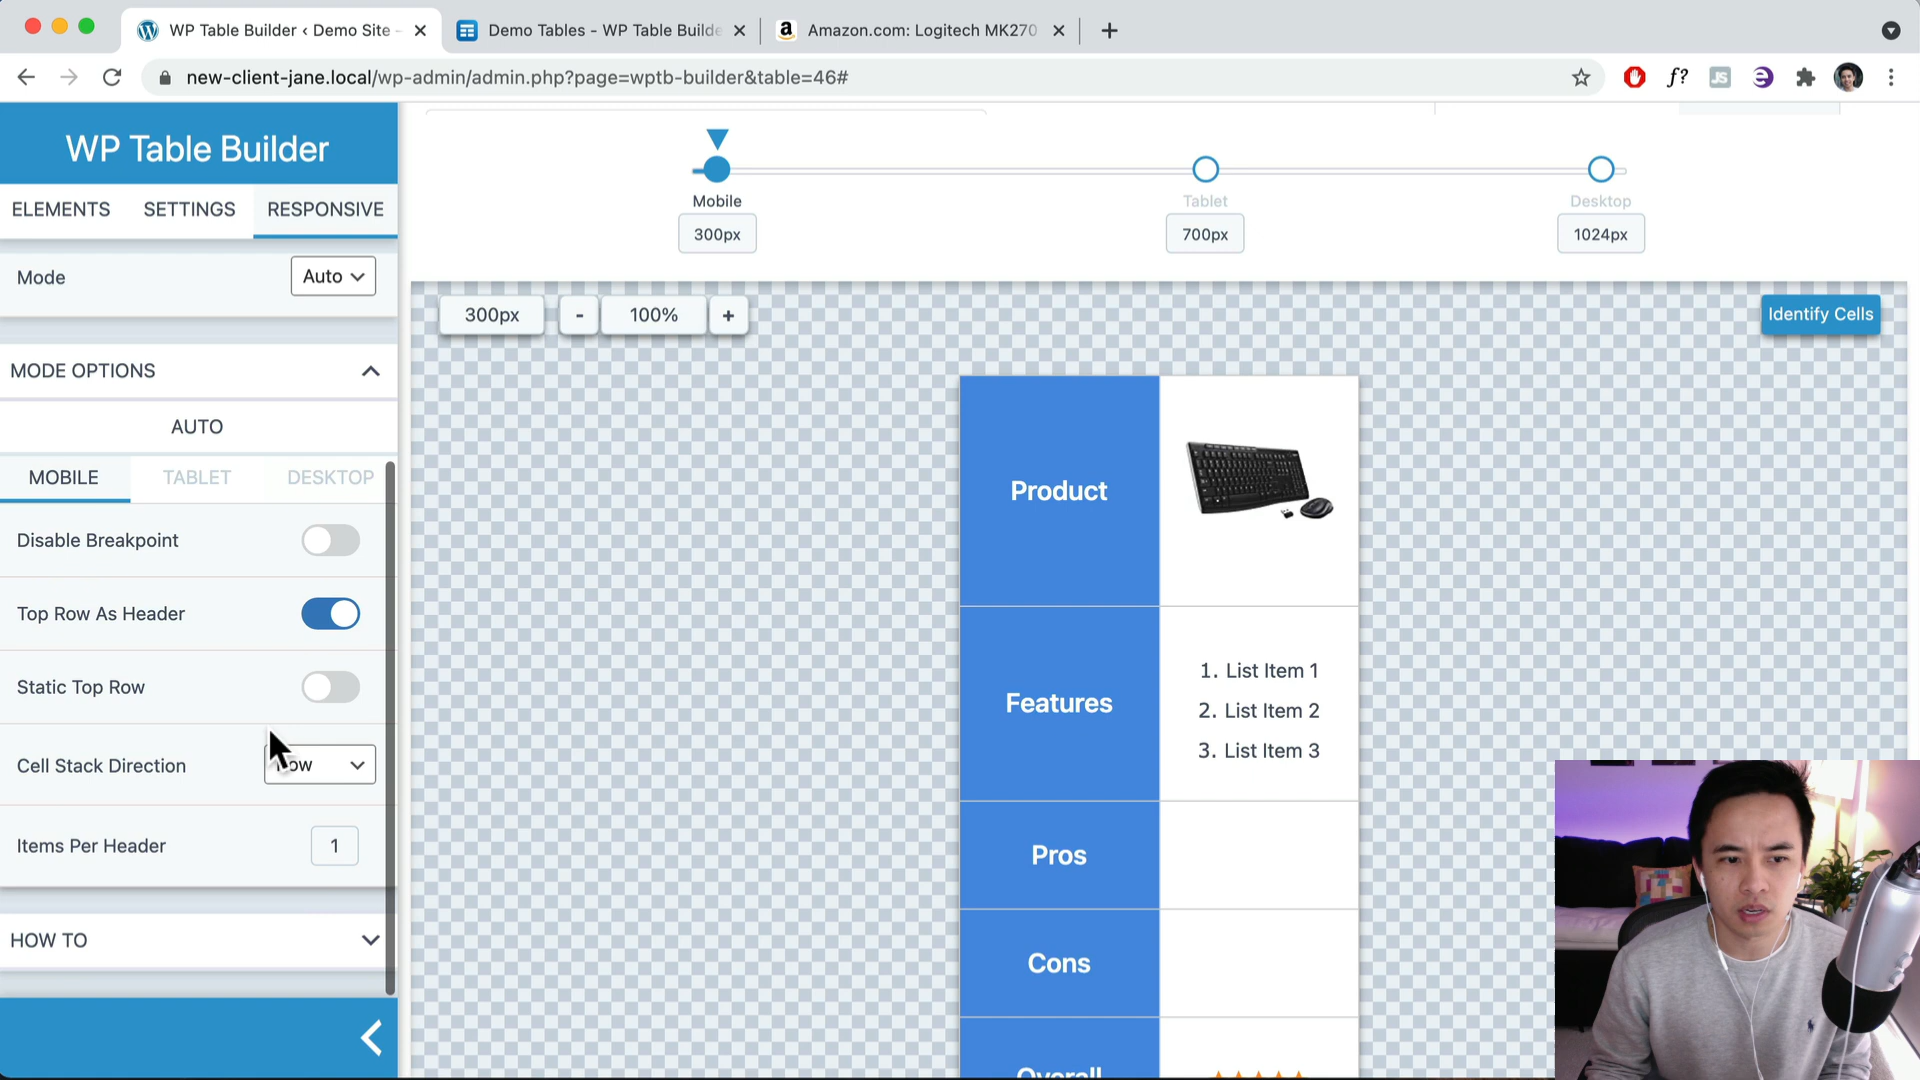 WP Table Builder ‹ Demo Site -
Demo Tables - WP Table Builde
Amazon.com: Logitech MK270
new-client-jane.local/wp-admin/admin.php?page=wptb-builder&table=46#
f?
JS
WP Table Builder
ELEMENTS SETTINGS RESPONSIVE
Mode Auto
MODE OPTIONS
AUTO
MOBILE TABLET DESKTOP
Disable Breakpoint
Top Row As Header
Static Top Row
Cell Stack Direction
Items Per Header 1
HOW TO
Mobile Tablet Desktop
300px 700px 1024px
300px - 100% +
Identify Cells
Product
Features
1. List Item 1
2. List Item 2
3. List Item 3
Pros
Cons
Overall